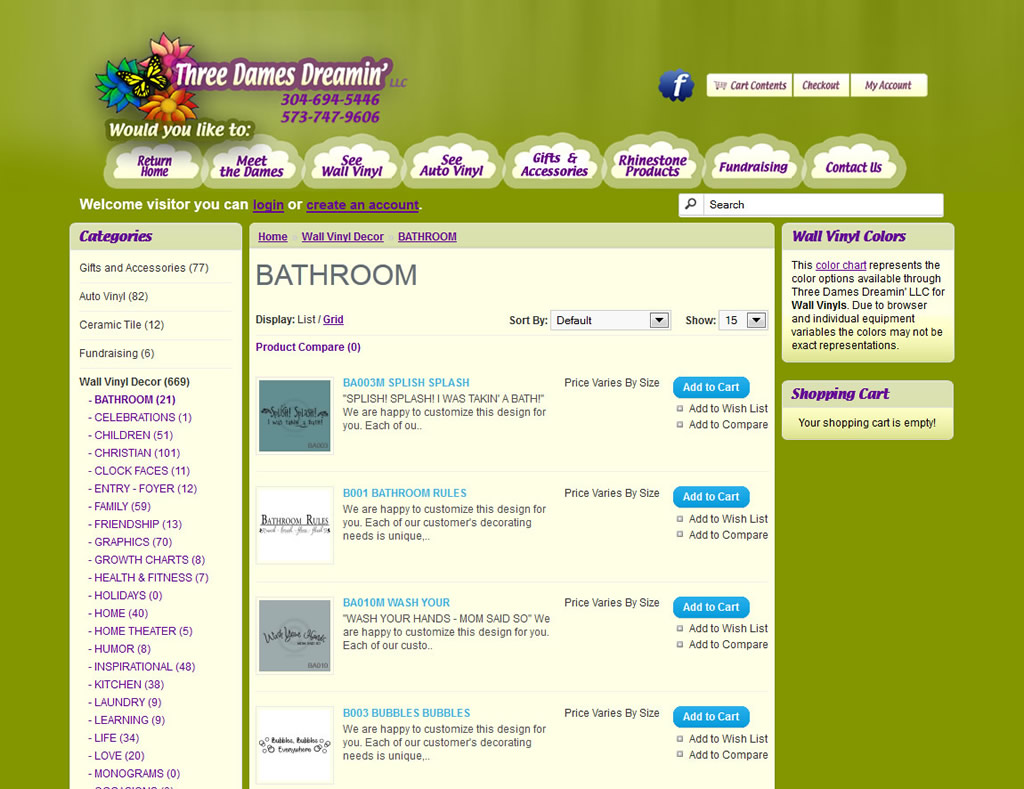 Three Dames Dreamin' LLC
304-694-5446
573-747-9606
Would you like to:
f
Cart Contents
Checkout
My Account
Return Home
Meet the Dames
See Wall Vinyl
See Auto Vinyl
Gifts & Accessories
Rhinestone Products
Fundraising
Contact Us
Welcome visitor you can login or create an account.
Search
Categories
Gifts and Accessories (77)
Auto Vinyl (82)
Ceramic Tile (12)
Fundraising (6)
Wall Vinyl Decor (669)
- BATHROOM (21)
- CELEBRATIONS (1)
- CHILDREN (51)
- CHRISTIAN (101)
- CLOCK FACES (11)
- ENTRY - FOYER (12)
- FAMILY (59)
- FRIENDSHIP (13)
- GRAPHICS (70)
- GROWTH CHARTS (8)
- HEALTH & FITNESS (7)
- HOLIDAYS (0)
- HOME (40)
- HOME THEATER (5)
- HUMOR (8)
- INSPIRATIONAL (48)
- KITCHEN (38)
- LAUNDRY (9)
- LEARNING (9)
- LIFE (34)
- LOVE (20)
- MONOGRAMS (0)
Home » Wall Vinyl Decor » BATHROOM
BATHROOM
Display: List / Grid
Sort By: Default
Show: 15
Product Compare (0)
Splish! Splash!
I was takin' a bath!
BA003
BA003M SPLISH SPLASH
"SPLISH! SPLASH! I WAS TAKIN' A BATH!"
We are happy to customize this design for
you. Each of ou..
Price Varies By Size
Add to Cart
Add to Wish List
Add to Compare
Bathroom Rules
B001 BATHROOM RULES
We are happy to customize this design for
you. Each of our customer's decorating
needs is unique,..
Price Varies By Size
Add to Cart
Add to Wish List
Add to Compare
Wash Your Hands
BA010
BA010M WASH YOUR
"WASH YOUR HANDS - MOM SAID SO" We
are happy to customize this design for you.
Each of our custo..
Price Varies By Size
Add to Cart
Add to Wish List
Add to Compare
Bubbles, Bubbles
Everywhere
B003 BUBBLES BUBBLES
We are happy to customize this design for
you. Each of our customer's decorating
needs is unique,..
Price Varies By Size
Add to Cart
Add to Wish List
Add to Compare
Wall Vinyl Colors
This color chart represents the
color options available through
Three Dames Dreamin' LLC for
Wall Vinyls. Due to browser
and individual equipment
variables the colors may not be
exact representations.
Shopping Cart
Your shopping cart is empty!